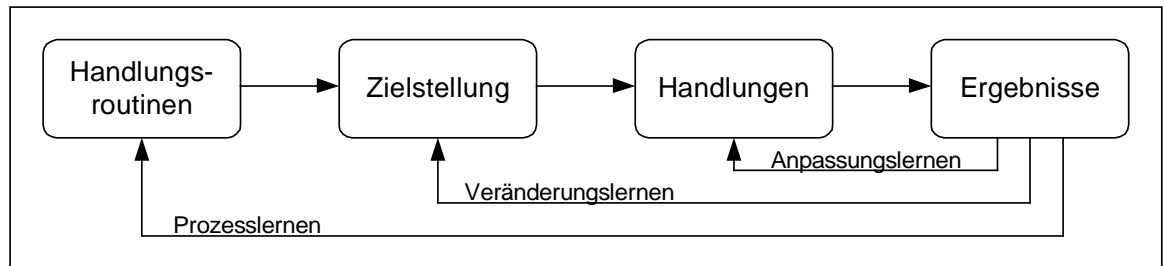 Handlungs-
routinen
Zielstellung
Handlungen
Ergebnisse
Anpassungslernen
Veränderungslernen
Prozesslernen